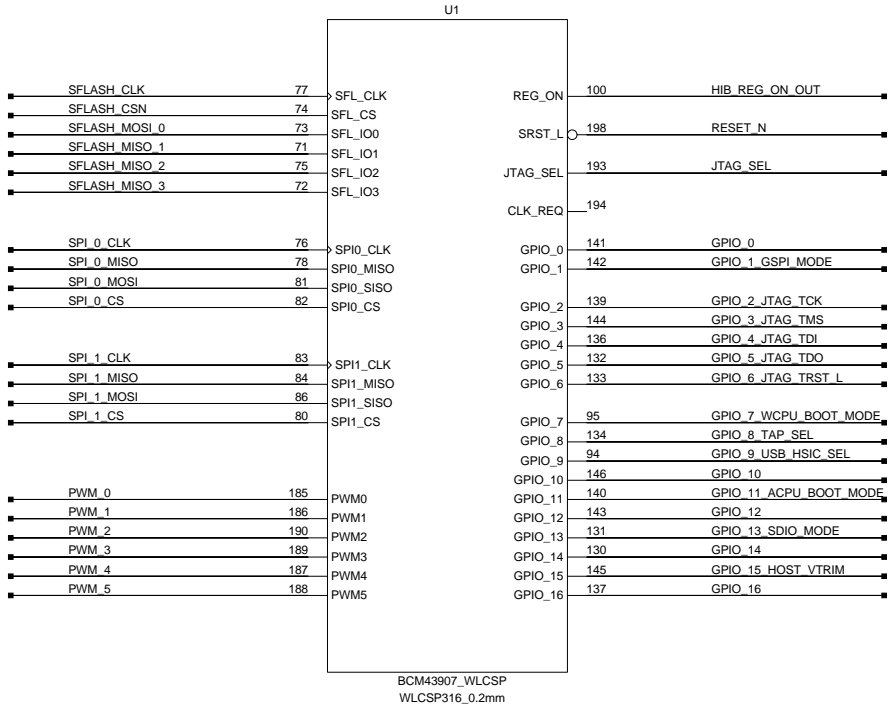 U1
SFLASH_CLK 77 SFL_CLK REG_ON 100 HIB_REG_ON_OUT
SFLASH_CSN 74 SFL_CS
SFLASH_MOSI_0 73 SFL_IO0 SRST_L 198 RESET_N
SFLASH_MISO_1 71 SFL_IO1
SFLASH_MISO_2 75 SFL_IO2 JTAG_SEL 193 JTAG_SEL
SFLASH_MISO_3 72 SFL_IO3
CLK_REQ 194
SPI_0_CLK 76 SPI0_CLK GPIO_0 141 GPIO_0
SPI_0_MISO 78 SPI0_MISO GPIO_1 142 GPIO_1_GSPI_MODE
SPI_0_MOSI 81 SPI0_SISO
SPI_0_CS 82 SPI0_CS GPIO_2 139 GPIO_2_JTAG_TCK
GPIO_3 144 GPIO_3_JTAG_TMS
GPIO_4 136 GPIO_4_JTAG_TDI
SPI_1_CLK 83 SPI1_CLK GPIO_5 132 GPIO_5_JTAG_TDO
SPI_1_MISO 84 SPI1_MISO GPIO_6 133 GPIO_6_JTAG_TRST_L
SPI_1_MOSI 86 SPI1_SISO
SPI_1_CS 80 SPI1_CS GPIO_7 95 GPIO_7_WCPU_BOOT_MODE
GPIO_8 134 GPIO_8_TAP_SEL
GPIO_9 94 GPIO_9_USB_HSIC_SEL
GPIO_10 146 GPIO_10
PWM_0 185 PWM0 GPIO_11 140 GPIO_11_ACPU_BOOT_MODE
PWM_1 186 PWM1 GPIO_12 143 GPIO_12
PWM_2 190 PWM2 GPIO_13 131 GPIO_13_SDIO_MODE
PWM_3 189 PWM3 GPIO_14 130 GPIO_14
PWM_4 187 PWM4 GPIO_15 145 GPIO_15_HOST_VTRIM
PWM_5 188 PWM5 GPIO_16 137 GPIO_16
BCM43907_WLCSP
WLCSP316_0.2mm